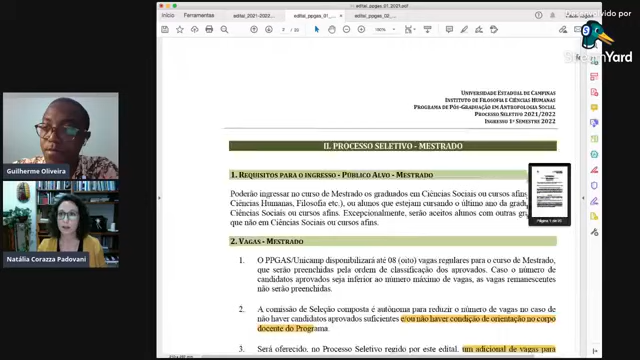 edital_ppgas_01_2021.pdf
Início Ferramentas edital_2021-2022... edital_ppgas_01... × edital_ppgas_02...
por
StreamYard
UNIVERSIDADE ESTADUAL DE CAMPINAS
INSTITUTO DE FILOSOFIA E CIÊNCIAS HUMANAS
PROGRAMA DE PÓS-GRADUAÇÃO EM ANTROPOLOGIA SOCIAL
PROCESSO SELETIVO 2021/2022
INGRESSO 1º SEMESTRE 2022
II. PROCESSO SELETIVO - MESTRADO
1. REQUISITOS PARA O INGRESSO - PÚBLICO ALVO - MESTRADO
Poderão ingressar no curso de Mestrado os graduados em Ciências Sociais ou cursos afins
Ciências Humanas, Filosofia etc.), ou alunos que estejam cursando o último ano da
Ciências Sociais ou cursos afins. Excepcionalmente, serão aceitos alunos com outras
que não em Ciências Sociais ou cursos afins.
2. VAGAS - MESTRADO
1. O PPGAS/Unicamp disponibilizará até 08 (oito) vagas regulares para o curso de Mestrado,
que serão preenchidas pela ordem de classificação dos aprovados. Caso o número de
candidatos aprovados seja inferior ao número máximo de vagas, as vagas remanescentes
não serão preenchidas.
2. A comissão de Seleção composta é autônoma para reduzir o número de vagas no caso de
não haver candidatos aprovados suficientes e/ou não haver condição de orientação no corpo
docente do Programa.
3. Será oferecido, no Processo Seletivo regido por este edital, um adicional de vagas para
Guilherme Oliveira
Natália Corazza Padovani